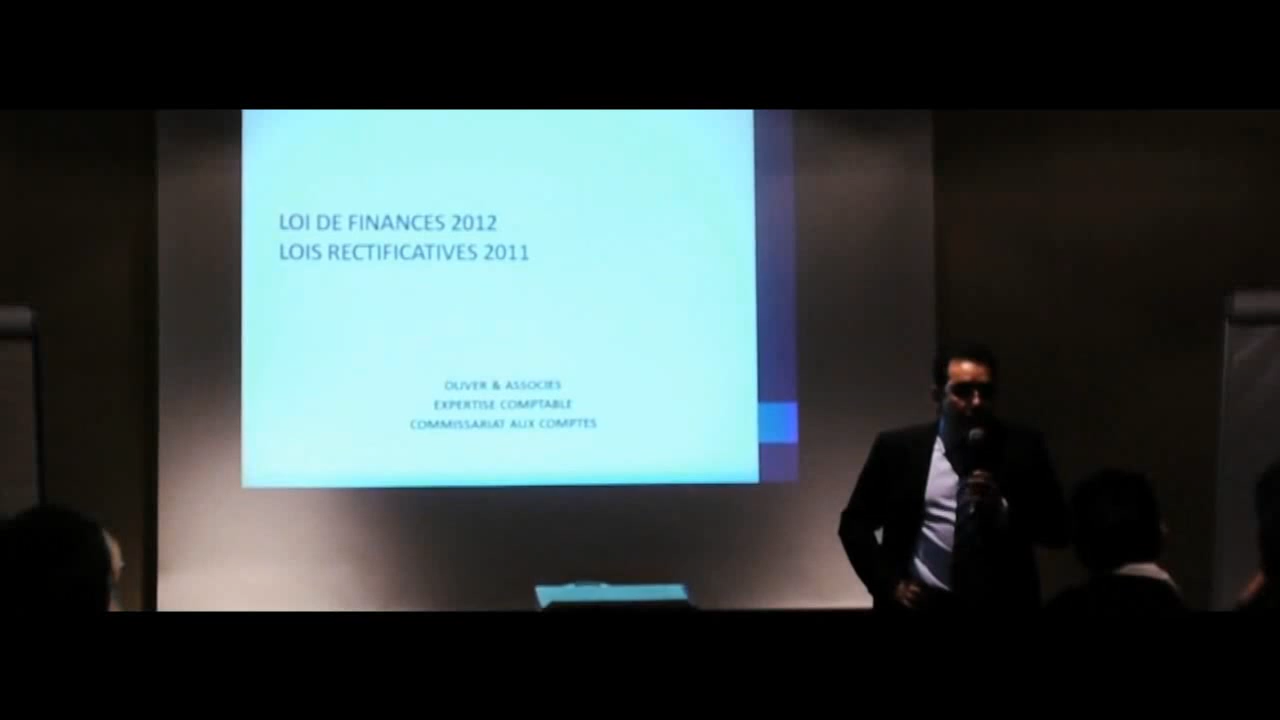 LOI DE FINANCES 2012
LOIS RECTIFICATIVES 2011
OLIVER & ASSOCIES
EXPERTISE COMPTABLE
COMMISSARIAT AUX COMPTES